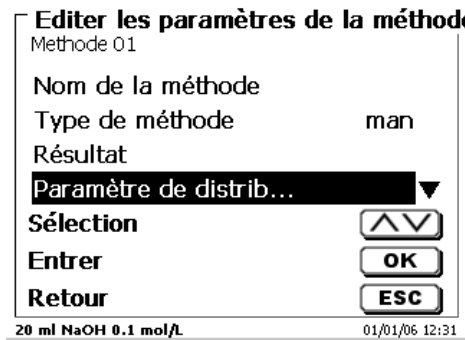 Editer les paramètres de la méthode
Methode 01
Nom de la méthode
Type de méthode man
Résultat
Paramètre de distrib...
Sélection
Entrer OK
Retour ESC
20 ml NaOH 0.1 mol/L 01/01/06 12:31